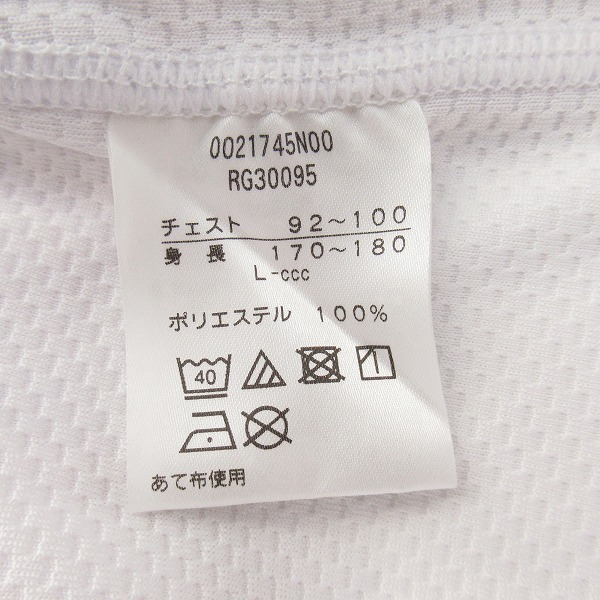 0021745N00
RG30095
チェスト 92～100
身長 170～180
L-ccc
ポリエステル 100%
40
あて布使用